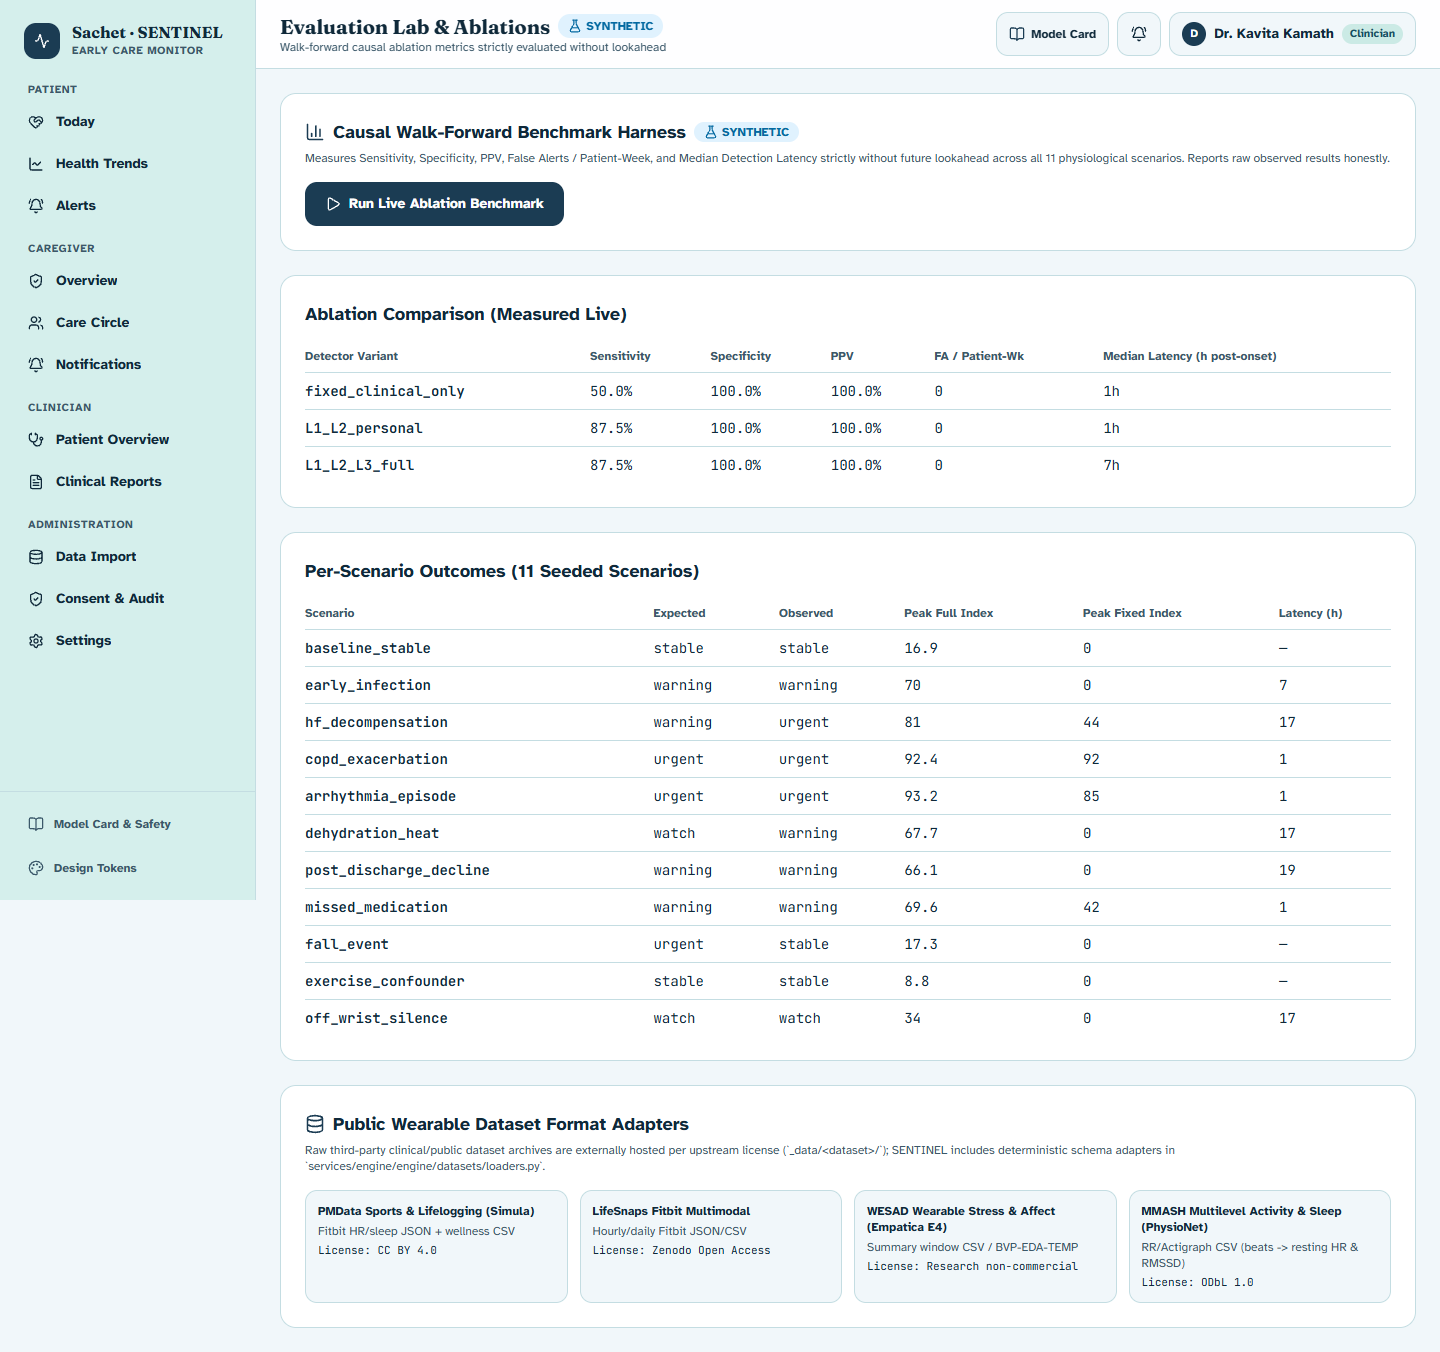 Sachet · SENTINEL
EARLY CARE MONITOR
PATIENT
Today
Health Trends
Alerts
CAREGIVER
Overview
Care Circle
Notifications
CLINICIAN
Patient Overview
Clinical Reports
ADMINISTRATION
Data Import
Consent & Audit
Settings
Model Card & Safety
Design Tokens
Evaluation Lab & Ablations SYNTHETIC
Walk-forward causal ablation metrics strictly evaluated without lookahead
Model Card
D Dr. Kavita Kamath Clinician
Causal Walk-Forward Benchmark Harness SYNTHETIC
Measures Sensitivity, Specificity, PPV, False Alerts / Patient-Week, and Median Detection Latency strictly without future lookahead across all 11 physiological scenarios. Reports raw observed results honestly.
Run Live Ablation Benchmark
Ablation Comparison (Measured Live)
Detector Variant Sensitivity Specificity PPV FA / Patient-Wk Median Latency (h post-onset)
fixed_clinical_only 50.0% 100.0% 100.0% 0 1h
L1_L2_personal 87.5% 100.0% 100.0% 0 1h
L1_L2_L3_full 87.5% 100.0% 100.0% 0 7h
Per-Scenario Outcomes (11 Seeded Scenarios)
Scenario Expected Observed Peak Full Index Peak Fixed Index Latency (h)
baseline_stable stable stable 16.9 0 —
early_infection warning warning 70 0 7
hf_decompensation warning urgent 81 44 17
copd_exacerbation urgent urgent 92.4 92 1
arrhythmia_episode urgent urgent 93.2 85 1
dehydration_heat watch warning 67.7 0 17
post_discharge_decline warning warning 66.1 0 19
missed_medication warning warning 69.6 42 1
fall_event urgent stable 17.3 0 —
exercise_confounder stable stable 8.8 0 —
off_wrist_silence watch watch 34 0 17
Public Wearable Dataset Format Adapters
Raw third-party clinical/public dataset archives are externally hosted per upstream license (`_data/<dataset>/`); SENTINEL includes deterministic schema adapters in
`services/engine/engine/datasets/loaders.py`.
PMData Sports & Lifelogging (Simula)
Fitbit HR/sleep JSON + wellness CSV
License: CC BY 4.0
LifeSnaps Fitbit Multimodal
Hourly/daily Fitbit JSON/CSV
License: Zenodo Open Access
WESAD Wearable Stress & Affect
(Empatica E4)
Summary window CSV / BVP-EDA-TEMP
License: Research non-commercial
MMASH Multilevel Activity & Sleep
(PhysioNet)
RR/Actigraph CSV (beats -> resting HR &
RMSSD)
License: ODbL 1.0